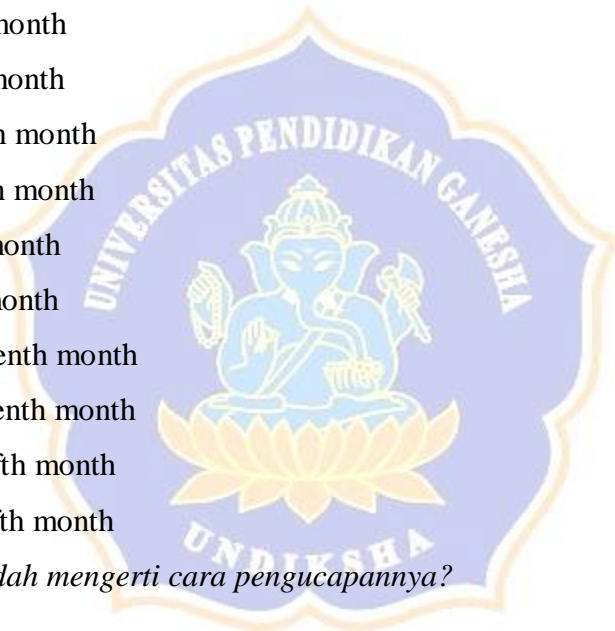 month
month
h month
h month
month
month
enth month
enth month
fth month
fth month
dah mengerti cara pengucapannya?
UNIVERSITAS PENDIDIKAN GANESHA
UNDIKSHA